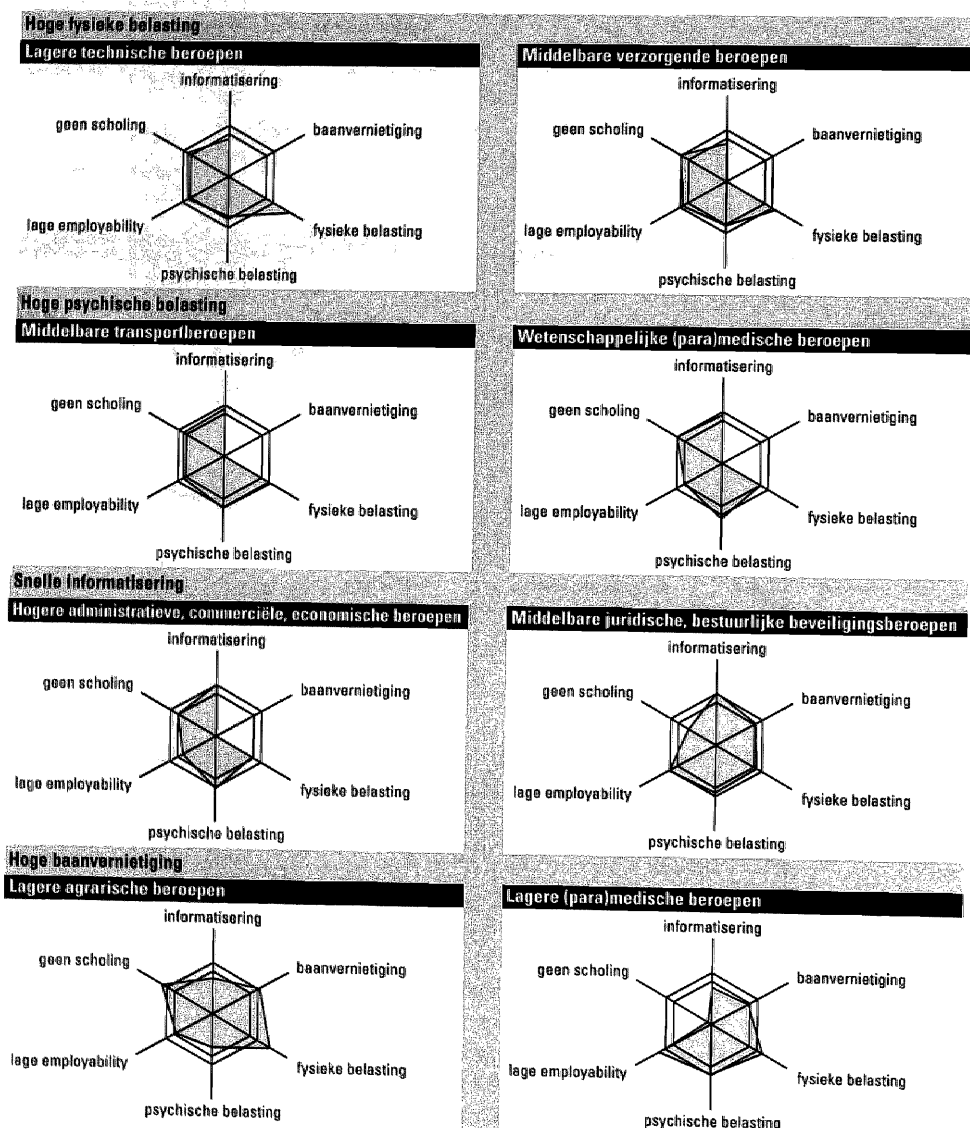 Hoge fysieke belasting
Lagere technische beroepen
informatisering
geen scholing
baanvernietiging
lage employability
fysieke belasting
psychische belasting
Middelbare verzorgende beroepen
informatisering
geen scholing
baanvernietiging
lage employability
fysieke belasting
psychische belasting
Hoge psychische belasting
Middelbare transportberoepen
informatisering
geen scholing
baanvernietiging
lage employability
fysieke belasting
psychische belasting
Wetenschappelijke (para)medische beroepen
informatisering
geen scholing
baanvernietiging
lage employability
fysieke belasting
psychische belasting
Snelle informatisering
Hogere administratieve, commerciële, economische beroepen
informatisering
geen scholing
baanvernietiging
lage employability
fysieke belasting
psychische belasting
Middelbare juridische, bestuurlijke beveiligingsberoepen
informatisering
geen scholing
baanvernietiging
lage employability
fysieke belasting
psychische belasting
Hoge baanvernietiging
Lagere agrarische beroepen
informatisering
geen scholing
baanvernietiging
lage employability
fysieke belasting
psychische belasting
Lagere (para)medische beroepen
informatisering
geen scholing
baanvernietiging
lage employability
fysieke belasting
psychische belasting